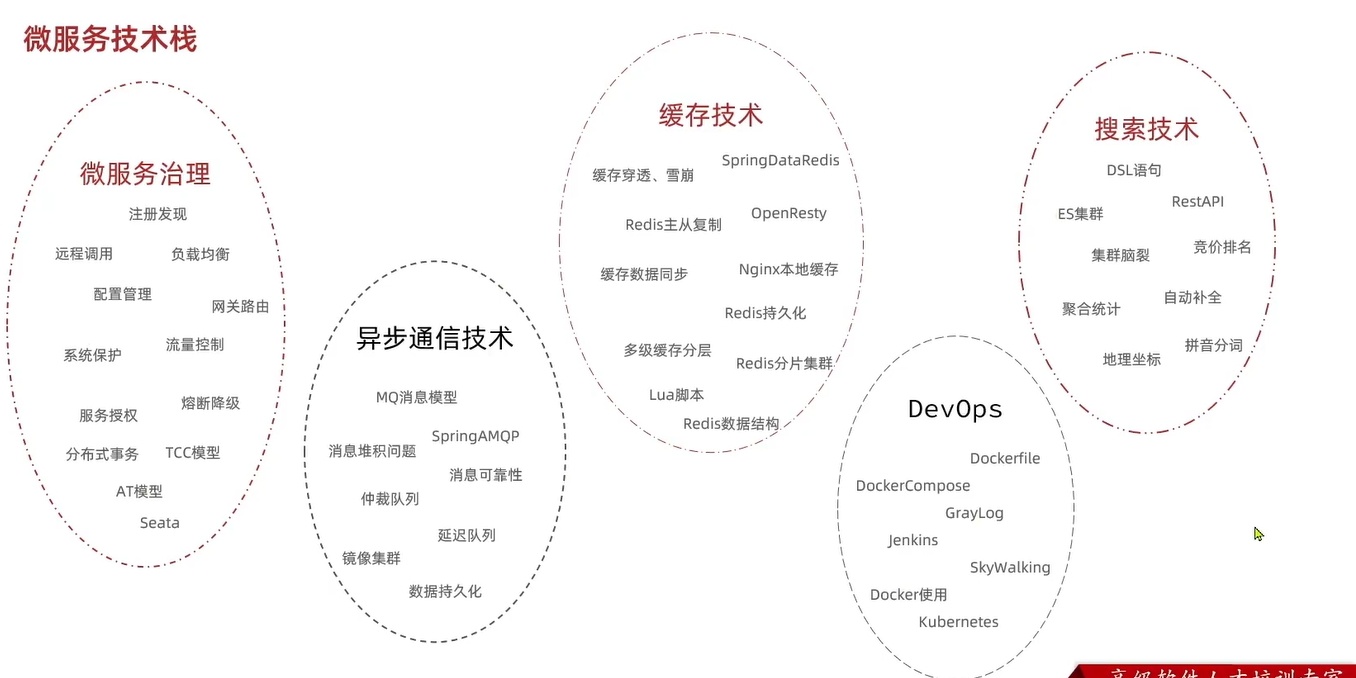 微服务技术栈
微服务治理
注册发现
远程调用
负载均衡
配置管理
网关路由
流量控制
系统保护
熔断降级
服务授权
分布式事务
TCC模型
AT模型
Seata
异步通信技术
MQ消息模型
SpringAMQP
消息堆积问题
消息可靠性
仲裁队列
延迟队列
镜像集群
数据持久化
缓存技术
SpringDataRedis
缓存穿透、雪崩
OpenResty
Redis主从复制
Nginx本地缓存
缓存数据同步
Redis持久化
多级缓存分层
Redis分片集群
Lua脚本
Redis数据结构
DevOps
Dockerfile
DockerCompose
GrayLog
Jenkins
SkyWalking
Docker使用
Kubernetes
搜索技术
DSL语句
RestAPI
ES集群
竞价排名
集群脑裂
自动补全
聚合统计
拼音分词
地理坐标
高级软件人才培训专家